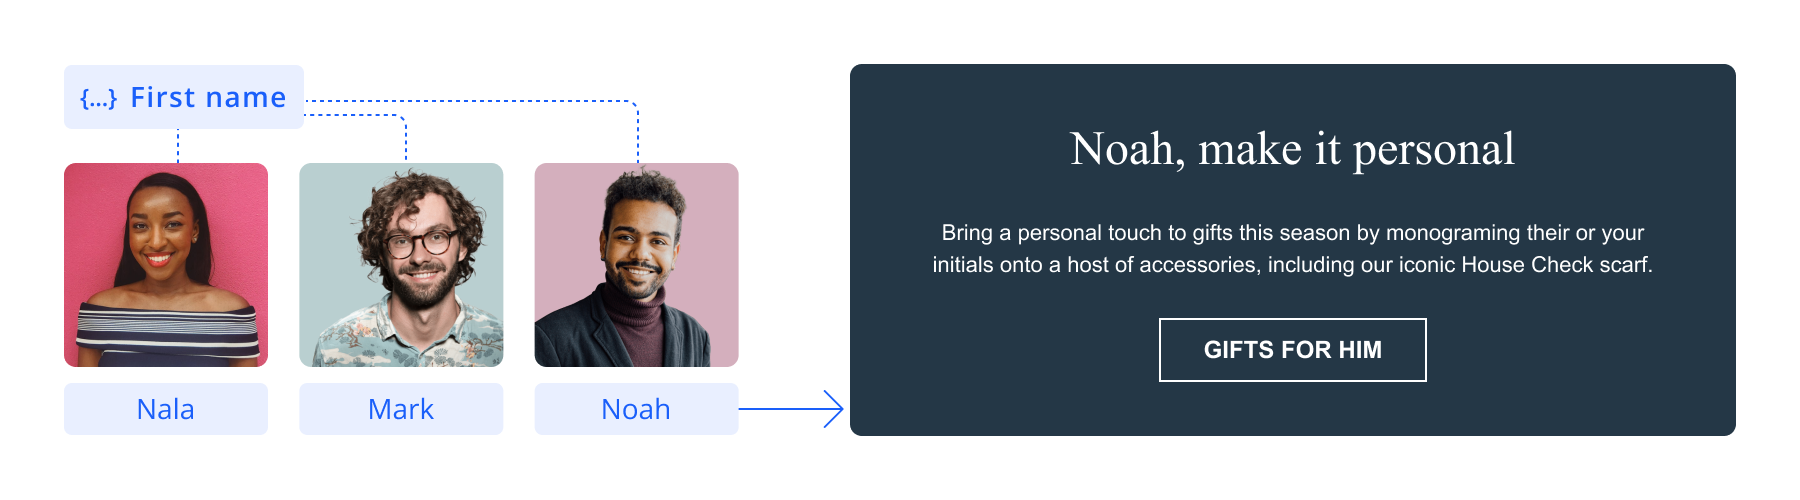 {...} First name
Nala
Mark
Noah
Noah, make it personal
Bring a personal touch to gifts this season by monograming their or your
initials onto a host of accessories, including our iconic House Check scarf.
GIFTS FOR HIM